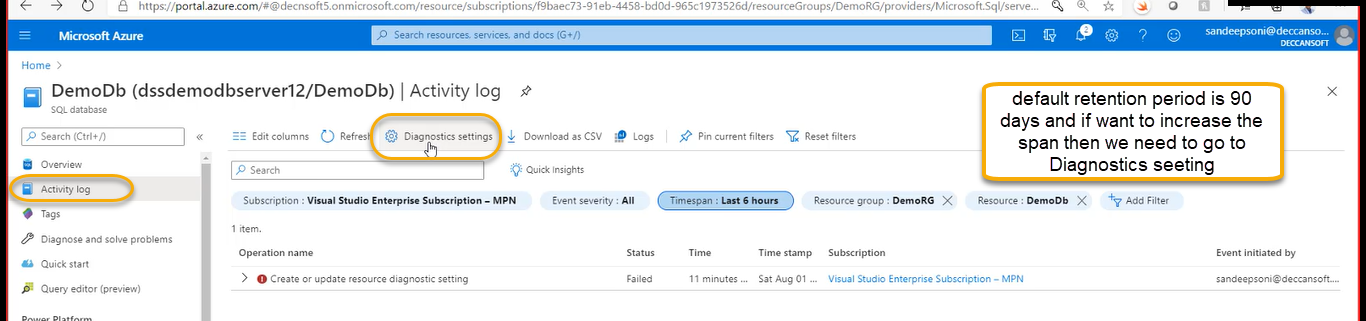 https://portal.azure.com/#@decnsoft5.onmicrosoft.com/resource/subscriptions/f9baec73-91eb-4458-bd0d-965c1973526d/resourceGroups/DemoRG/providers/Microsoft.Sql/serve...
Microsoft Azure
Search resources, services, and docs (G+/)
2
sandeepsoni@deccanso...
DECCANSOFT
Home >
DemoDb (dssdemodbserver12/DemoDb) | Activity log
SQL database
default retention period is 90
days and if want to increase the
span then we need to go to
Diagnostics seeting
Search (Ctrl+/)
«
Edit columns
Refresh
Diagnostics settings
Download as CSV
Logs
Pin current filters
Reset filters
Overview
Activity log
Tags
Diagnose and solve problems
Quick start
Query editor (preview)
Power Platform
Search
Quick Insights
Subscription : Visual Studio Enterprise Subscription – MPN
Event severity : All
Timespan : Last 6 hours
Resource group : DemoRG
Resource : DemoDb
Add Filter
1 item.
Operation name Status Time Time stamp Subscription Event initiated by
Create or update resource diagnostic setting Failed 11 minutes ... Sat Aug 01 ... Visual Studio Enterprise Subscription – MPN sandeepsoni@deccansoft....